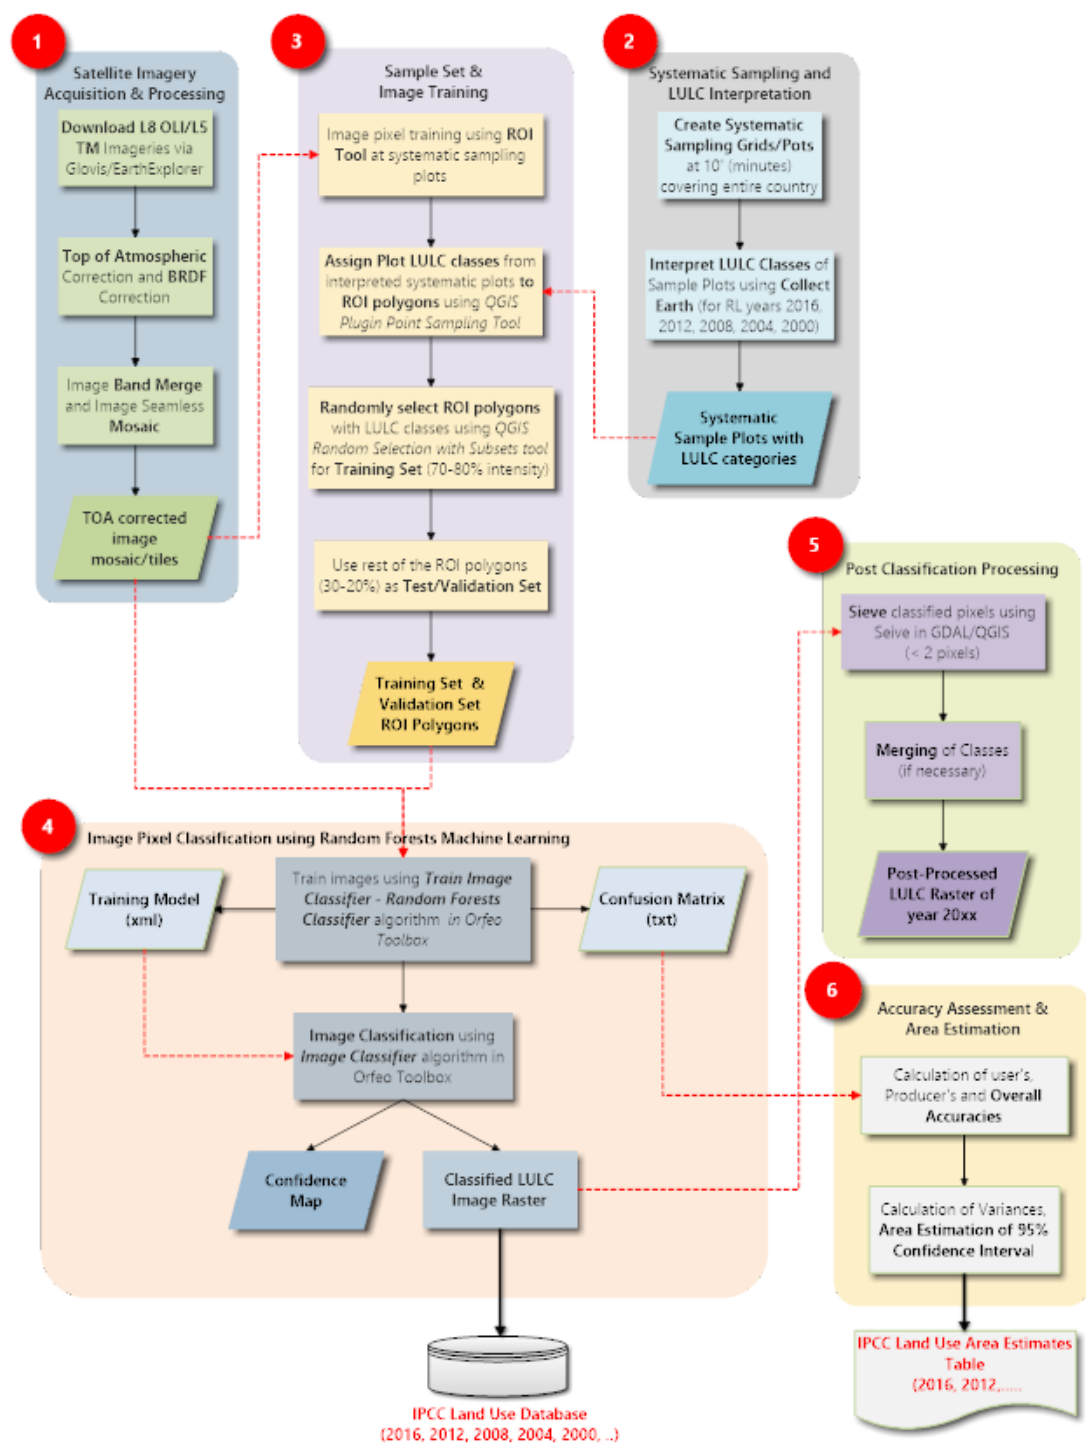 1
Satellite Imagery
Acquisition & Processing
Download L8 OLI/L5
TM Imageries via
Glovis/EarthExplorer
Top of Atmospheric
Correction and BRDF
Correction
Image Band Merge
and Image Seamless
Mosaic
TOA corrected
image
mosaic/tiles
3
Sample Set &
Image Training
Image pixel training using ROI
Tool at systematic sampling
plots
Assign Plot LULC classes from
interpreted systematic plots to
ROI polygons using QGIS
Plugin Point Sampling Tool
Randomly select ROI polygons
with LULC classes using QGIS
Random Selection with Subsets tool
for Training Set (70-80% intensity)
Use rest of the ROI polygons
(30-20%) as Test/Validation Set
Training Set &
Validation Set
ROI Polygons
2
Systematic Sampling and
LULC Interpretation
Create Systematic
Sampling Grids/Pots
at 10' (minutes)
covering entire country
Interpret LULC Classes of
Sample Plots using Collect
Earth (for RL years 2016,
2012, 2008, 2004, 2000)
Systematic
Sample Plots with
LULC categories
4
Image Pixel Classification using Random Forests Machine Learning
Training Model
(xml)
Train images using Train Image
Classifier - Random Forests
Classifier algorithm in Orfeo
Toolbox
Confusion Matrix
(txt)
Image Classification using
Image Classifier algorithm in
Orfeo Toolbox
Confidence
Map
Classified LULC
Image Raster
IPCC Land Use Database
(2016, 2012, 2008, 2004, 2000, ..)
5
Post Classification Processing
Sieve classified pixels using
Seive in GDAL/QGIS
(< 2 pixels)
Merging of Classes
(if necessary)
Post-Processed
LULC Raster of
year 20xx
6
Accuracy Assessment &
Area Estimation
Calculation of user's,
Producer's and Overall
Accuracies
Calculation of Variances,
Area Estimation of 95%
Confidence Interval
IPCC Land Use Area Estimates
Table
(2016, 2012,.....